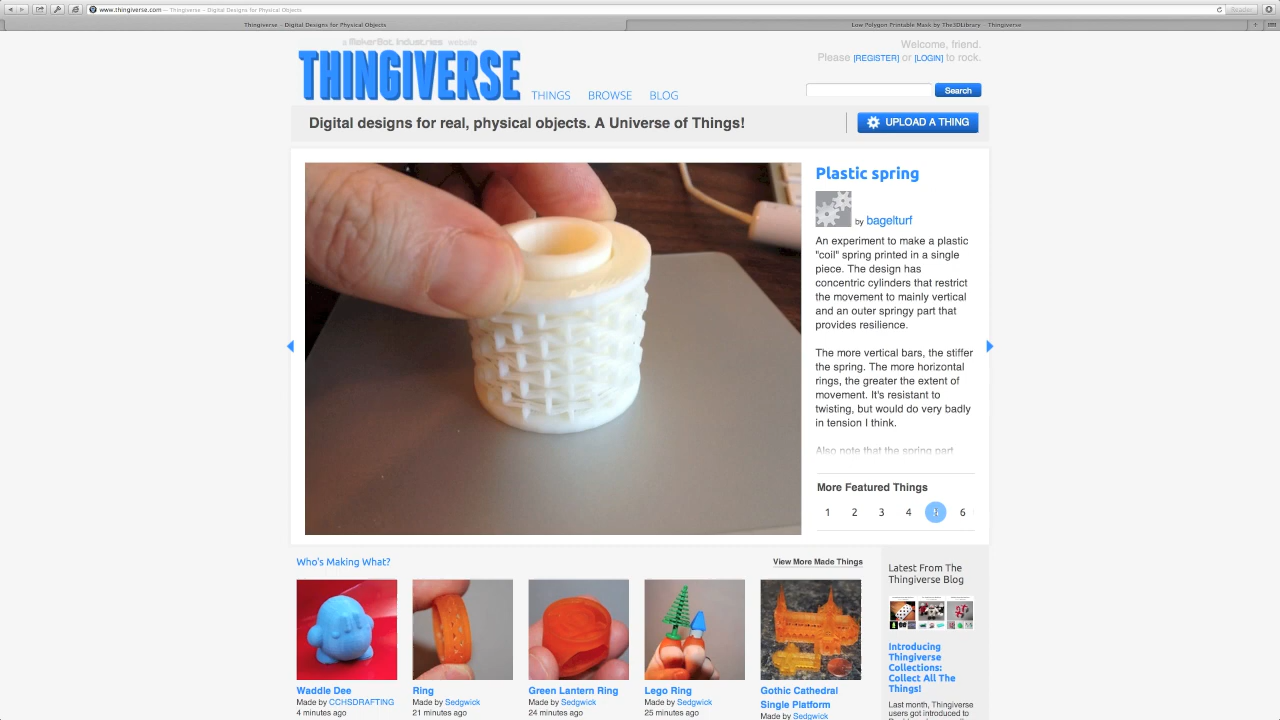 www.thingiverse.com — Thingiverse – Digital Designs for Physical Objects
Reader
Thingiverse – Digital Designs for Physical Objects
Low Polygon Printable Mask by The3DLibrary – Thingiverse
a MakerBot Industries website
THINGIVERSE
THINGS BROWSE BLOG
Welcome, friend.
Please [REGISTER] or [LOGIN] to rock.
Search
Digital designs for real, physical objects. A Universe of Things!
UPLOAD A THING
Plastic spring
by bagelturf
An experiment to make a plastic
"coil" spring printed in a single
piece. The design has
concentric cylinders that restrict
the movement to mainly vertical
and an outer springy part that
provides resilience.
The more vertical bars, the stiffer
the spring. The more horizontal
rings, the greater the extent of
movement. It's resistant to
twisting, but would do very badly
in tension I think.
Also note that the spring part
More Featured Things
1 2 3 4 5 6
Who's Making What?
View More Made Things
Waddle Dee
Made by CCHSDRAFTING
4 minutes ago
Ring
Made by Sedgwick
21 minutes ago
Green Lantern Ring
Made by Sedgwick
24 minutes ago
Lego Ring
Made by Sedgwick
25 minutes ago
Gothic Cathedral
Single Platform
Made by Sedgwick
Latest From The
Thingiverse Blog
Introducing
Thingiverse
Collections:
Collect All The
Things!
Last month, Thingiverse
users got introduced to